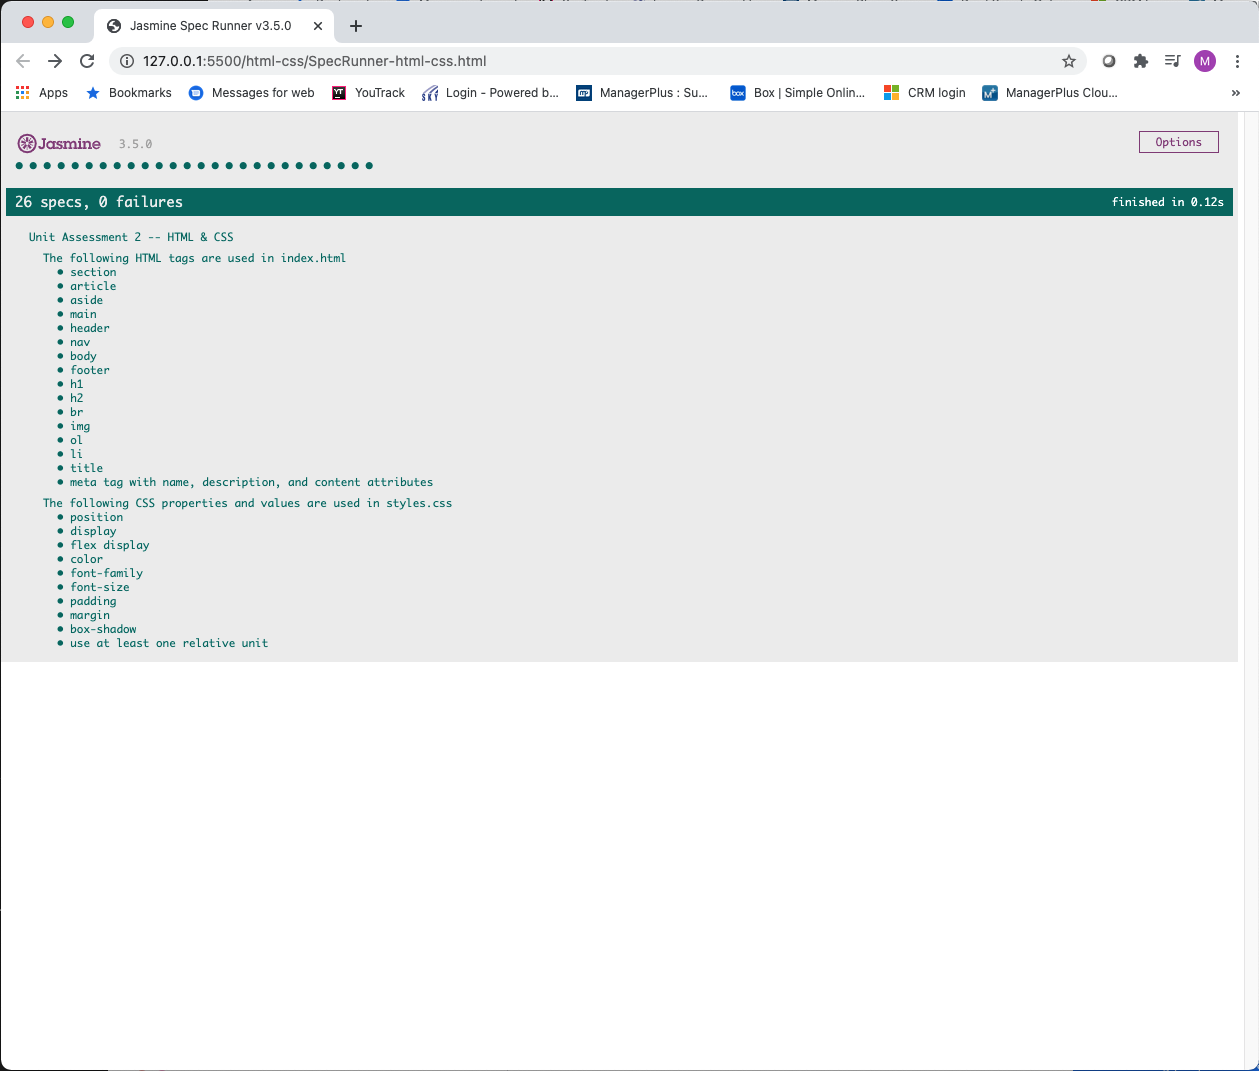 Jasmine Spec Runner v3.5.0
127.0.0.1:5500/html-css/SpecRunner-html-css.html
M
Apps Bookmarks Messages for web YouTrack Login - Powered b... ManagerPlus : Su... Box | Simple Onlin... CRM login ManagerPlus Clou... »
Jasmine 3.5.0 Options
26 specs, 0 failures finished in 0.12s
Unit Assessment 2 -- HTML & CSS
The following HTML tags are used in index.html
• section
• article
• aside
• main
• header
• nav
• body
• footer
• h1
• h2
• br
• img
• ol
• li
• title
• meta tag with name, description, and content attributes
The following CSS properties and values are used in styles.css
• position
• display
• flex display
• color
• font-family
• font-size
• padding
• margin
• box-shadow
• use at least one relative unit